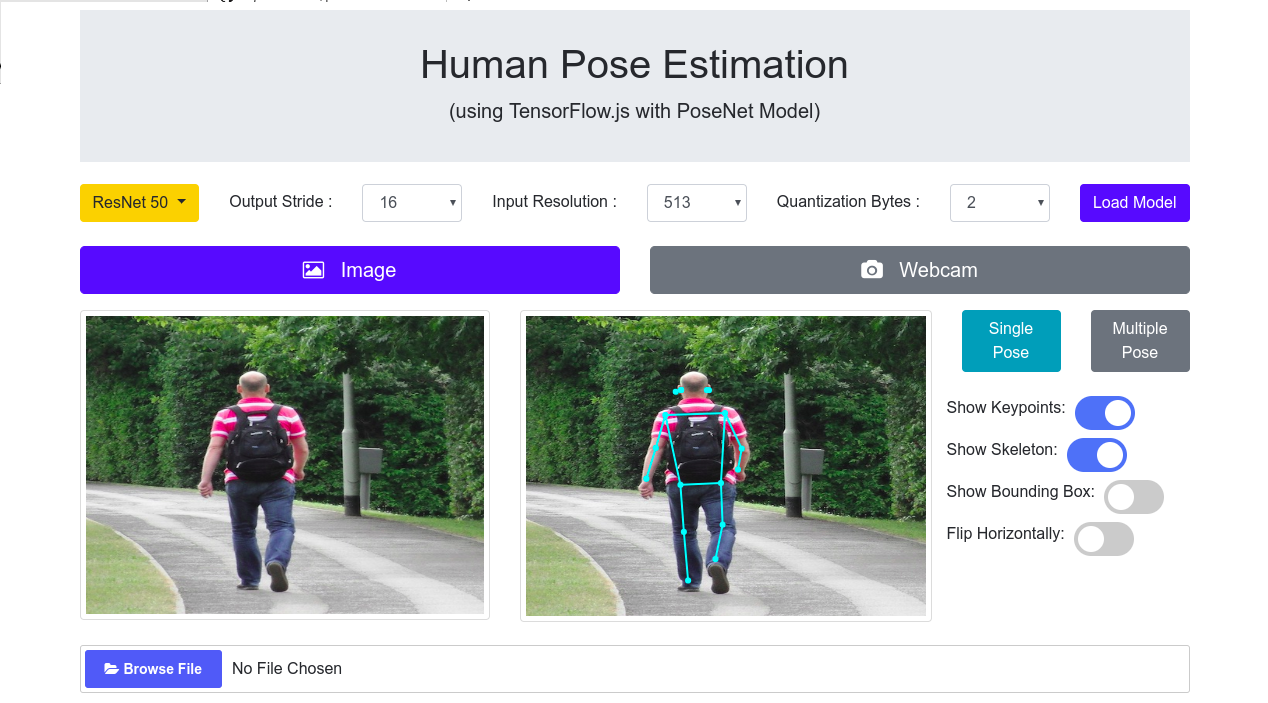 Human Pose Estimation
(using TensorFlow.js with PoseNet Model)
ResNet 50 Output Stride : 16 Input Resolution : 513 Quantization Bytes : 2 Load Model
Image Webcam
Single Pose
Multiple Pose
Show Keypoints:
Show Skeleton:
Show Bounding Box:
Flip Horizontally:
Browse File No File Chosen